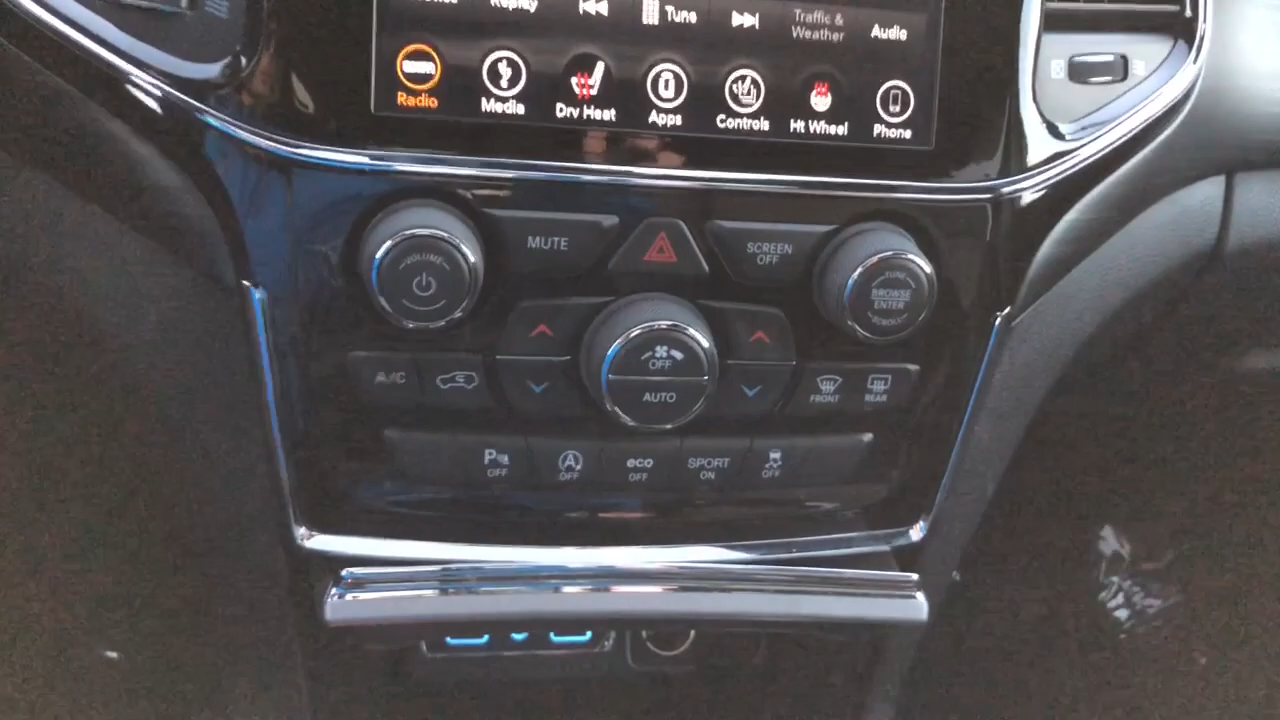 Replay
Tune
Traffic &
Weather
Audio
Radio
Media
Drv Heat
Apps
Controls
Ht Wheel
Phone
MUTE
SCREEN
OFF
VOLUME
TUNE
BROWSE
ENTER
SCROLL
OFF
AUTO
A/C
FRONT
REAR
P
OFF
A
OFF
eco
OFF
SPORT
ON
OFF